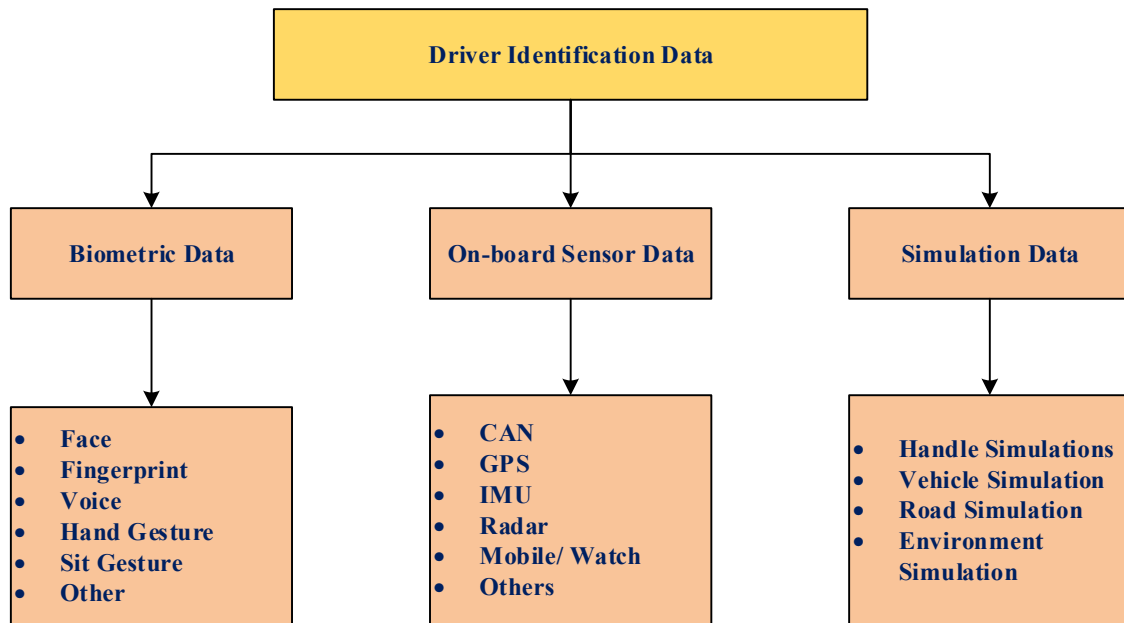 Driver Identification Data
Biometric Data
On-board Sensor Data
Simulation Data
• Face
• Fingerprint
• Voice
• Hand Gesture
• Sit Gesture
• Other
• CAN
• GPS
• IMU
• Radar
• Mobile/ Watch
• Others
• Handle Simulations
• Vehicle Simulation
• Road Simulation
• Environment
Simulation